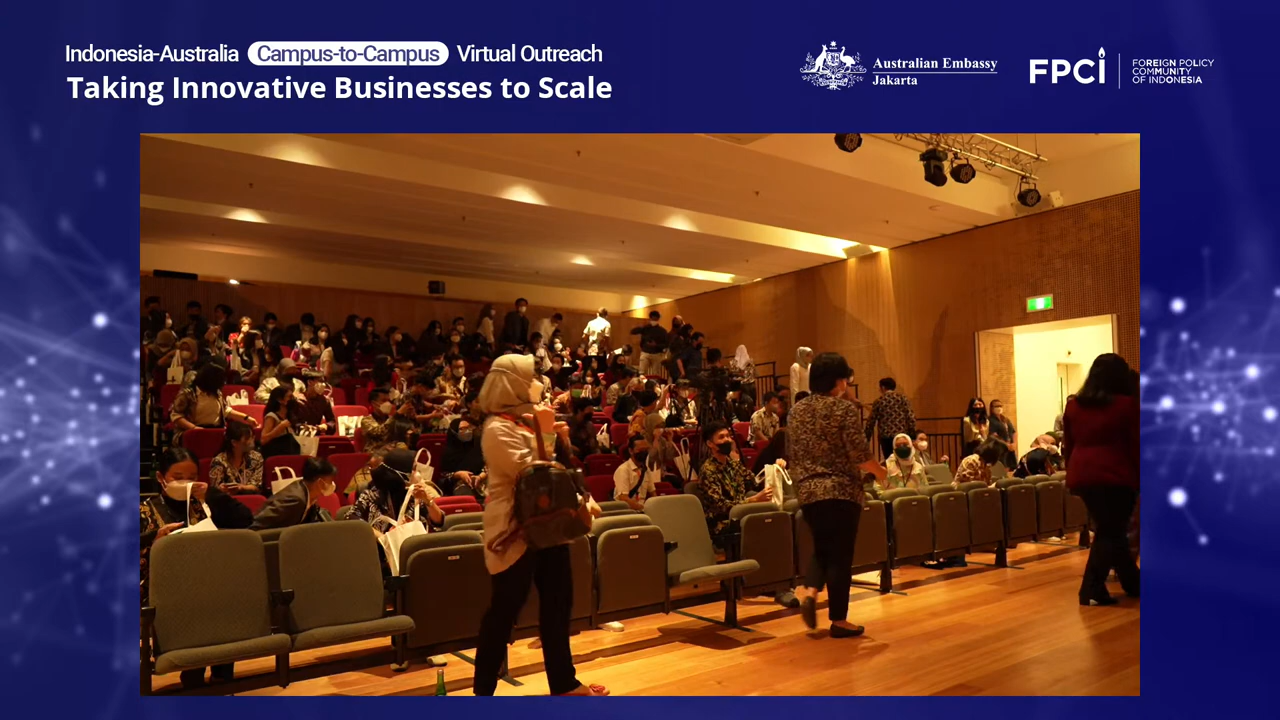 Indonesia-Australia Campus-to-Campus Virtual Outreach
Taking Innovative Businesses to Scale
Australian Embassy
Jakarta
FPCI
FOREIGN POLICY
COMMUNITY
OF INDONESIA